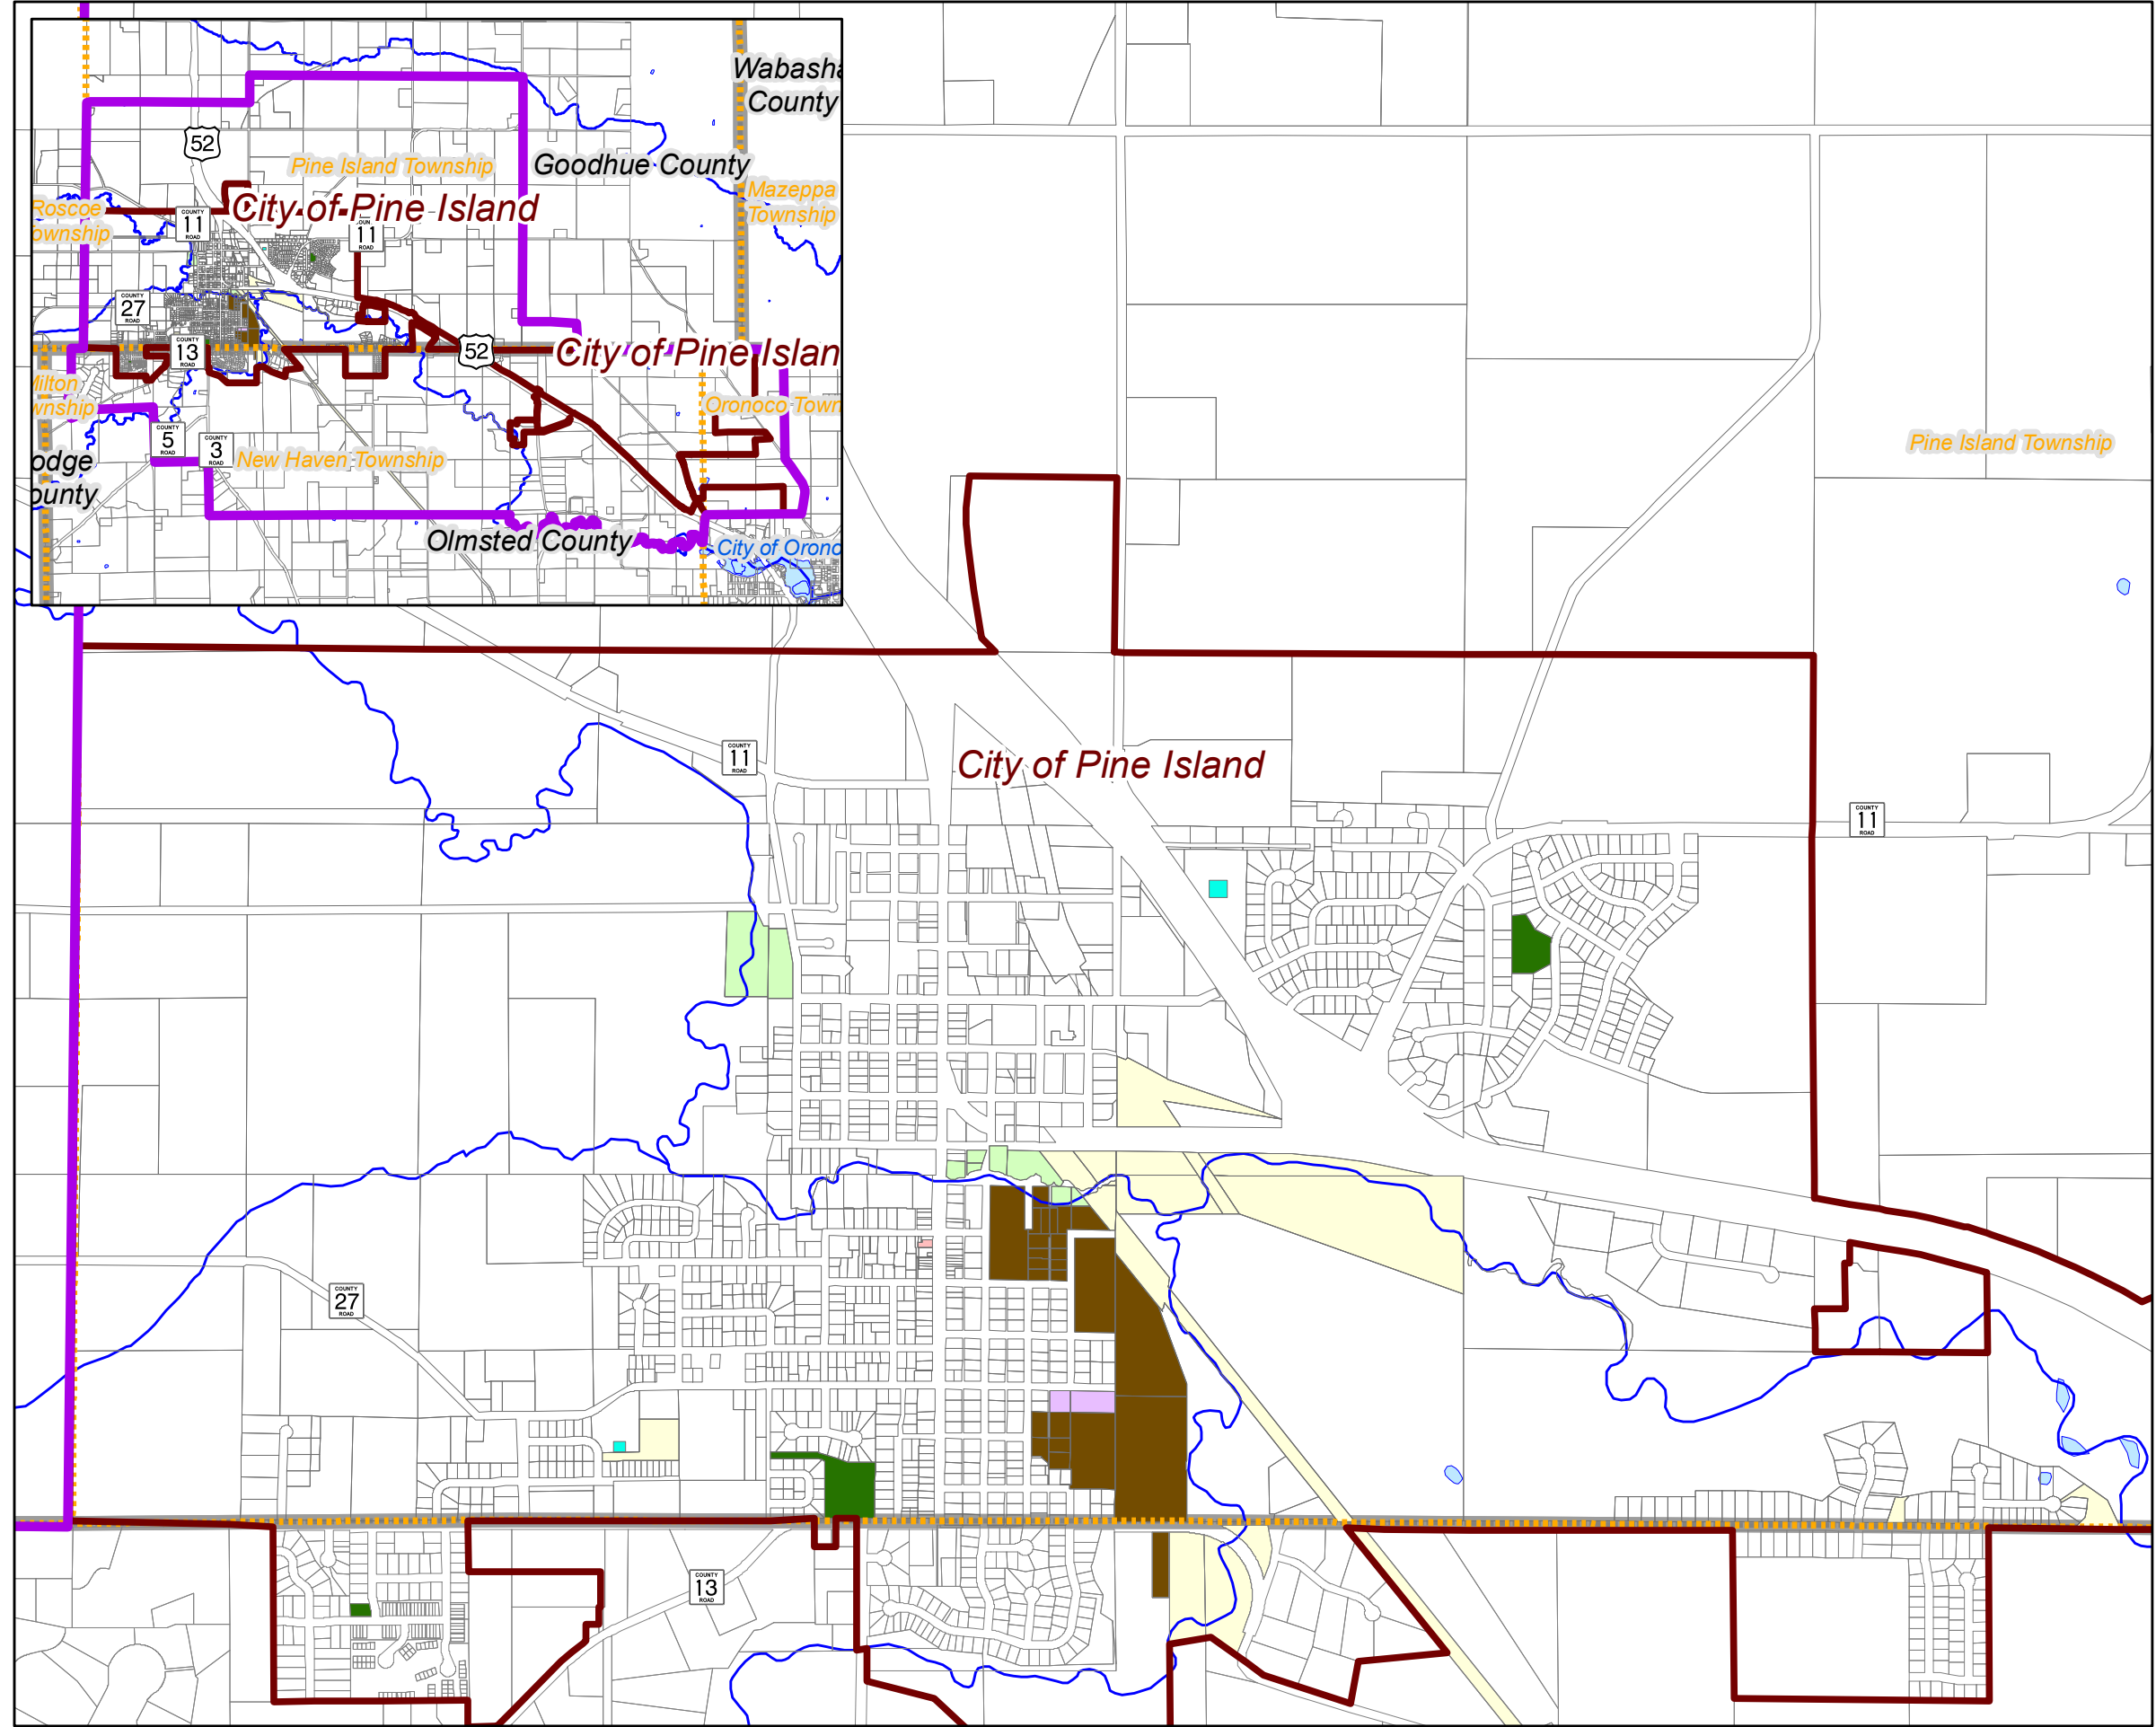 Wabasha
County
52
Pine Island Township
Goodhue County
Mazeppa
Township
Roscoe
ownship
COUNTY
11
ROAD
City of Pine Island
11
ROAD
COUNTY
27
ROAD
COUNTY
13
ROAD
52
City of Pine Islan
Milton
wnship
Oronoco Town
COUNTY
5
ROAD
COUNTY
3
ROAD
New Haven Township
odge
ounty
Olmsted County
City of Orono
Pine Island Township
COUNTY
11
ROAD
City of Pine Island
COUNTY
11
ROAD
COUNTY
27
ROAD
COUNTY
13
ROAD